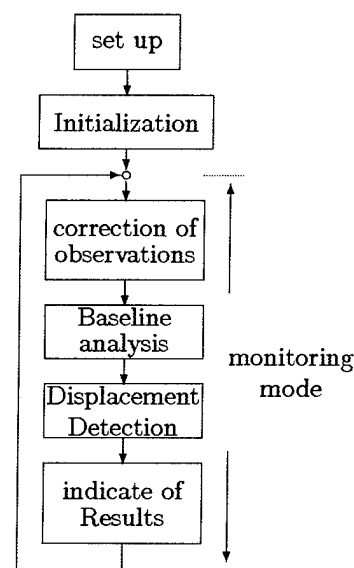 set up
Initialization
correction of
observations
Baseline
analysis
Displacement
Detection
indicate of
Results
monitoring
mode